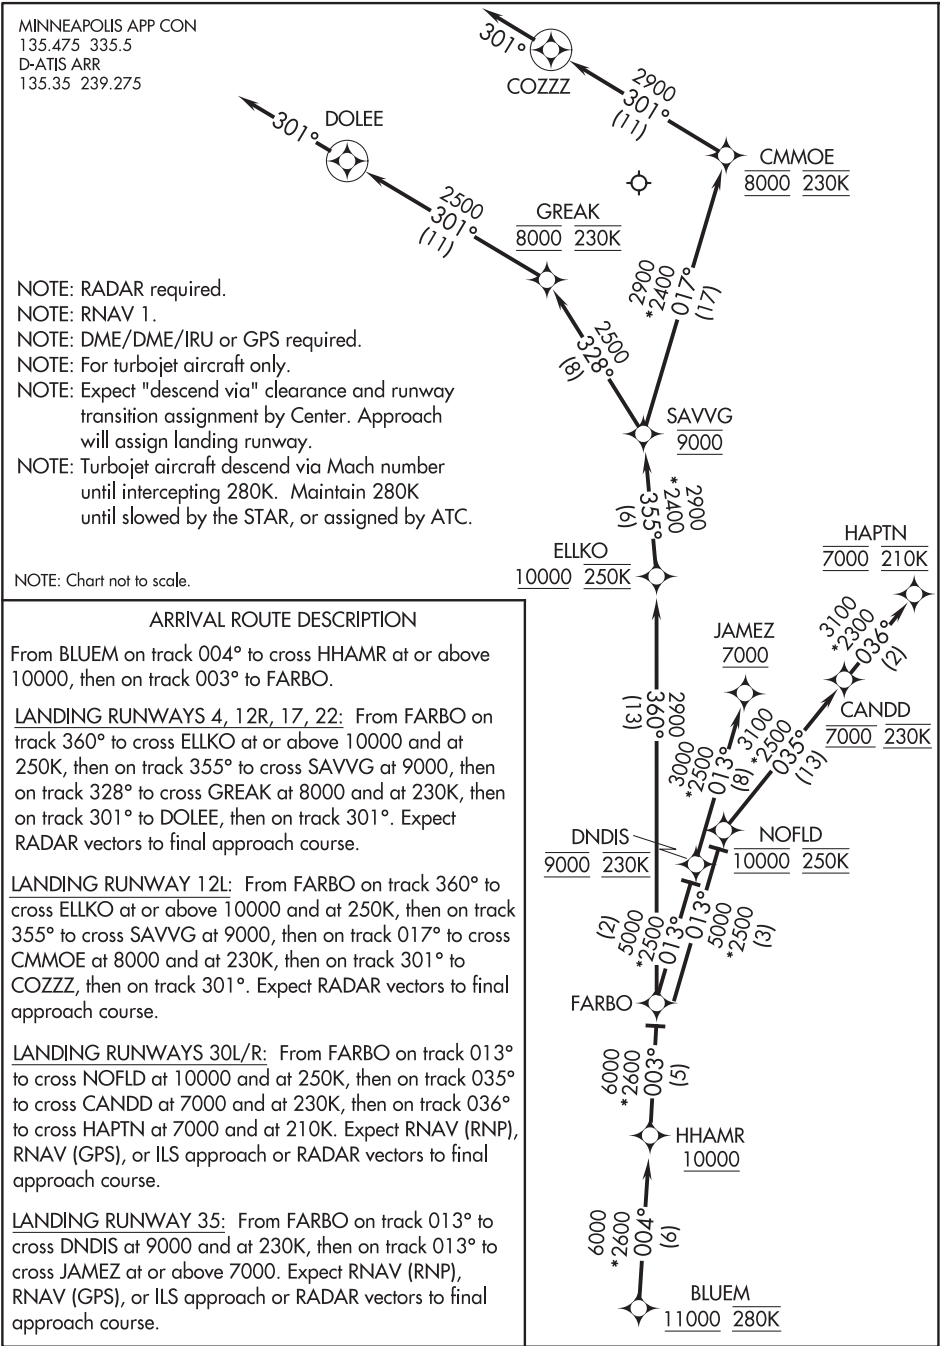 MINNEAPOLIS APP CON
135.475 335.5
D-ATIS ARR
135.35 239.275
301°
COZZZ
2900
301°
(11)
301°
DOLEE
CMMOE
8000 230K
2500
301°
(11)
GREAK
8000 230K
2900
*2400
017°
(17)
2500
328°
(8)
NOTE: RADAR required.
NOTE: RNAV 1.
NOTE: DME/DME/IRU or GPS required.
NOTE: For turbojet aircraft only.
NOTE: Expect "descend via" clearance and runway
transition assignment by Center. Approach
will assign landing runway.
NOTE: Turbojet aircraft descend via Mach number
until intercepting 280K. Maintain 280K
until slowed by the STAR, or assigned by ATC.
NOTE: Chart not to scale.
SAVVG
9000
2900
*2400
355°
(6)
ELLKO
10000 250K
HAPTN
7000 210K
3100
*2300
036°
(2)
JAMEZ
7000
CANDD
7000 230K
2900
360°
(13)
3000
*2500
013°
(8)
3100
*2500
035°
(13)
DNDIS
9000 230K
NOFLD
10000 250K
(2)
5000
*2500
013°
013°
5000
*2500
(3)
FARBO
6000
*2600
003°
(5)
HHAMR
10000
6000
*2600
004°
(6)
BLUEM
11000 280K
ARRIVAL ROUTE DESCRIPTION
From BLUEM on track 004° to cross HHAMR at or above
10000, then on track 003° to FARBO.
LANDING RUNWAYS 4, 12R, 17, 22: From FARBO on
track 360° to cross ELLKO at or above 10000 and at
250K, then on track 355° to cross SAVVG at 9000, then
on track 328° to cross GREAK at 8000 and at 230K, then
on track 301° to DOLEE, then on track 301°. Expect
RADAR vectors to final approach course.
LANDING RUNWAY 12L: From FARBO on track 360° to
cross ELLKO at or above 10000 and at 250K, then on track
355° to cross SAVVG at 9000, then on track 017° to cross
CMMOE at 8000 and at 230K, then on track 301° to
COZZZ, then on track 301°. Expect RADAR vectors to final
approach course.
LANDING RUNWAYS 30L/R: From FARBO on track 013°
to cross NOFLD at 10000 and at 250K, then on track 035°
to cross CANDD at 7000 and at 230K, then on track 036°
to cross HAPTN at 7000 and at 210K. Expect RNAV (RNP),
RNAV (GPS), or ILS approach or RADAR vectors to final
approach course.
LANDING RUNWAY 35: From FARBO on track 013° to
cross DNDIS at 9000 and at 230K, then on track 013° to
cross JAMEZ at or above 7000. Expect RNAV (RNP),
RNAV (GPS), or ILS approach or RADAR vectors to final
approach course.